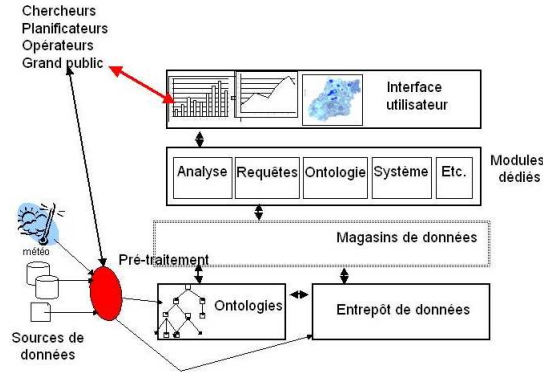 Chercheurs
Planificateurs
Opérateurs
Grand public
Interface
utilisateur
Analyse
Requêtes
Ontologie
Système
Etc.
Modules
dédiés
Magasins de données
météo
Pré-traitement
Ontologies
Entrepôt de données
Sources de
données